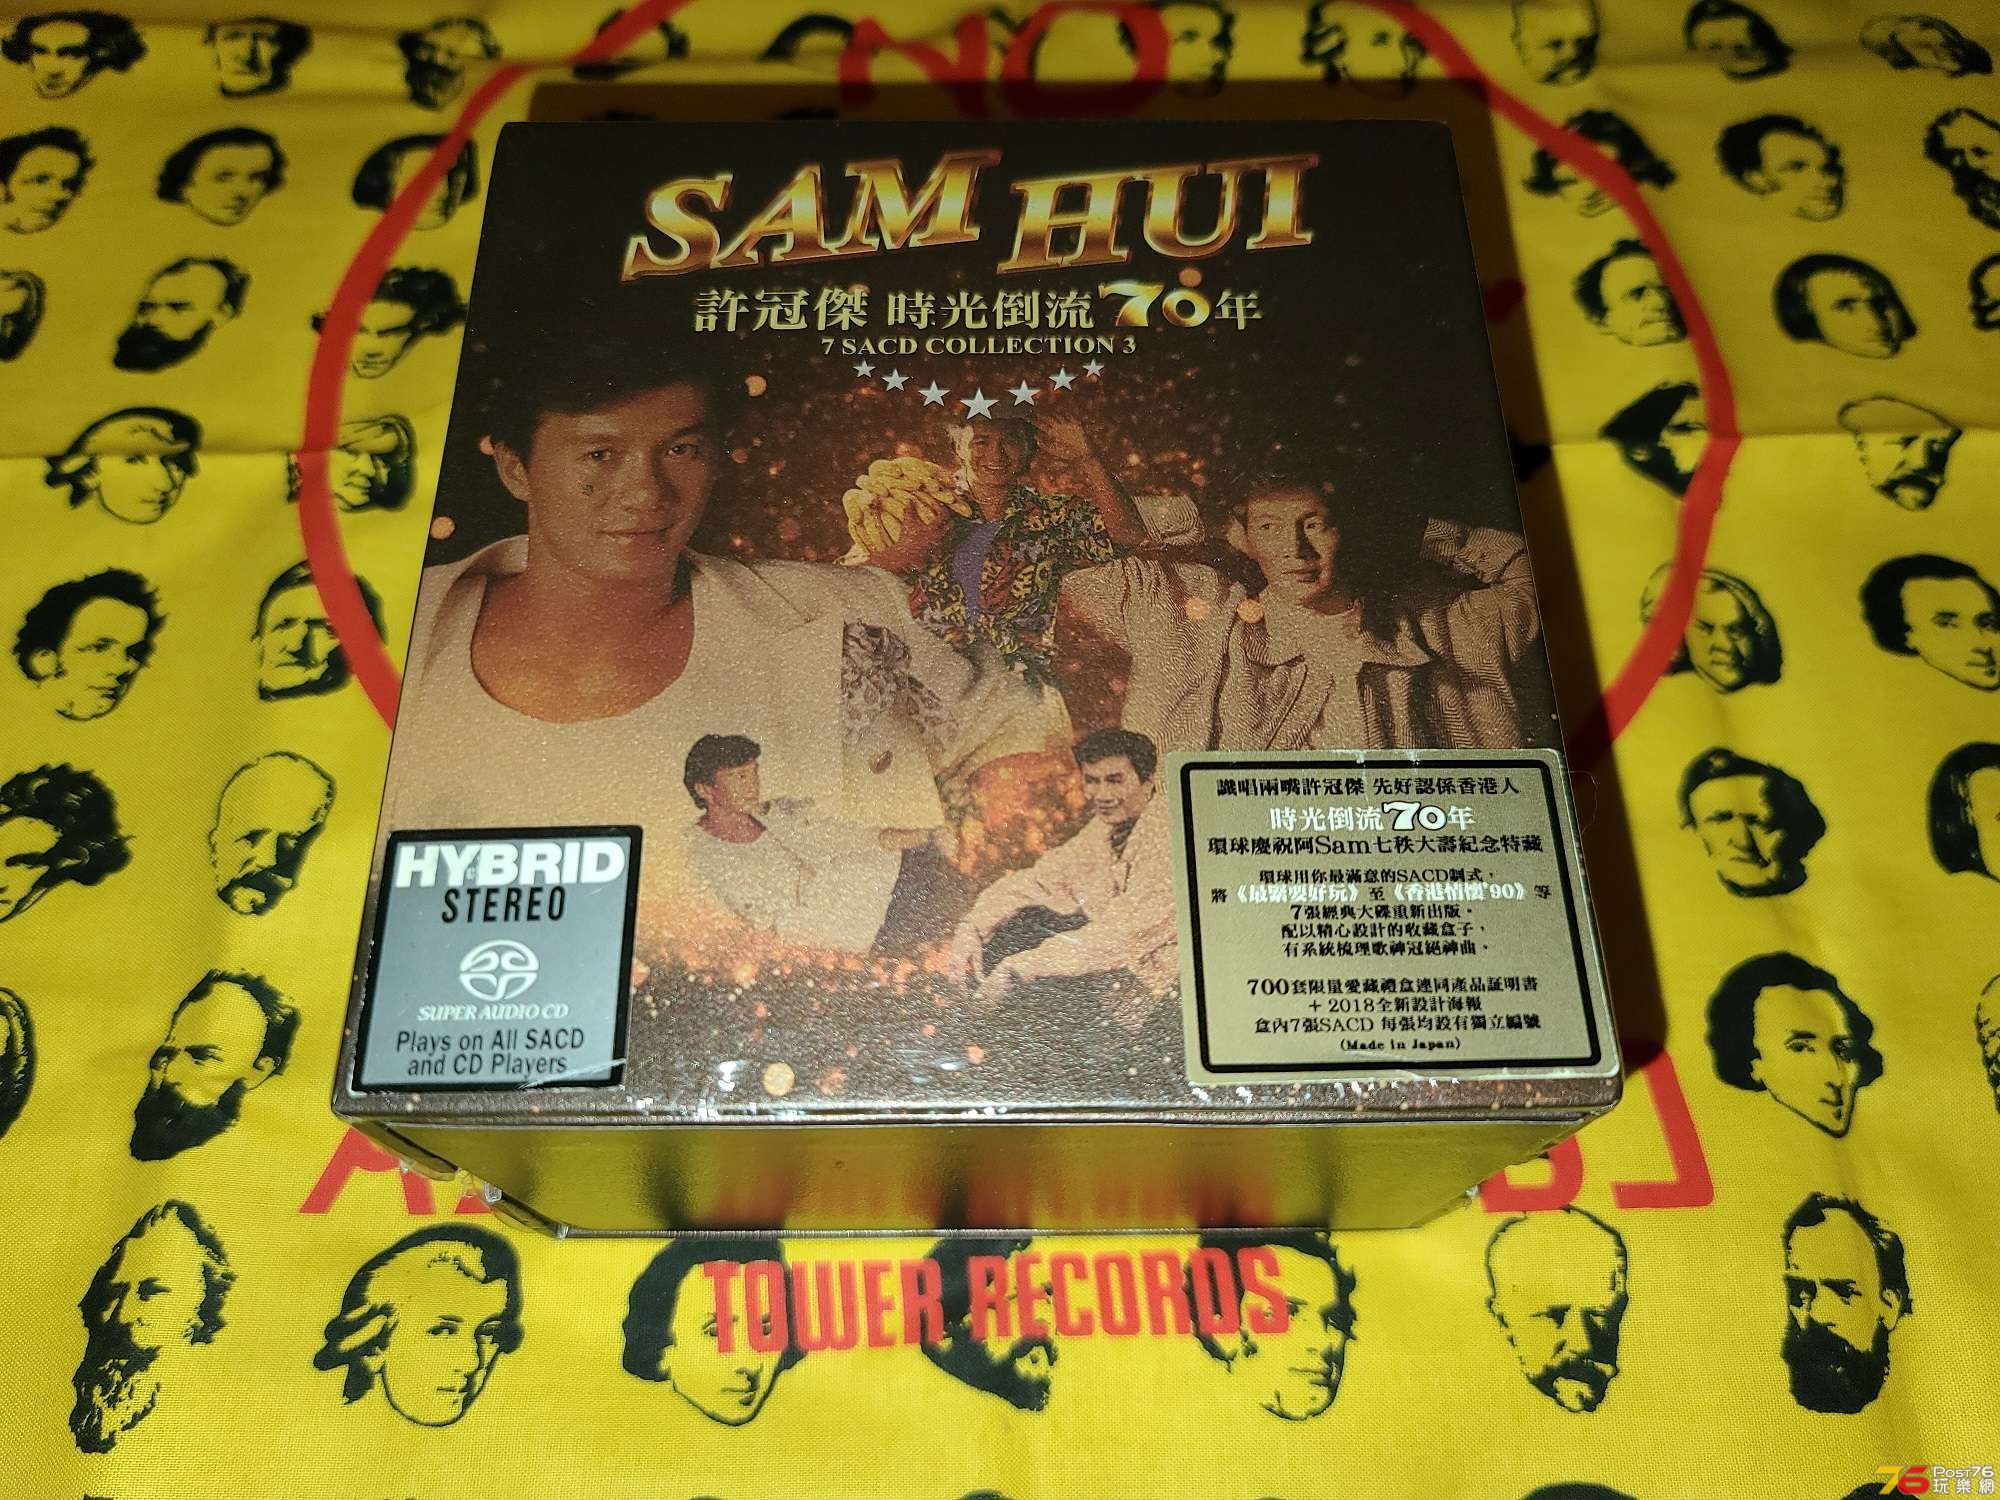 NO
SAM HUI
許冠傑 時光倒流70年
7 SACD COLLECTION 3
HYBRID
STEREO
SUPER AUDIO CD
Plays on All SACD
and CD Players
識唱兩嘴許冠傑 先好認係香港人
時光倒流70年
環球慶祝阿Sam七秩大壽紀念特藏
環球用你最滿意的SACD制式，
將《最緊要好玩》至《香港情懷'90》等
7張經典大碟重新出版。
配以精心設計的收藏盒子，
有系統梳理歌神冠絕神曲。
700套限量愛藏禮盒連同產品証明書
+ 2018全新設計海報
盒內7張SACD 每張均設有獨立編號
(Made in Japan)
TOWER RECORDS
76 Post76
玩樂網